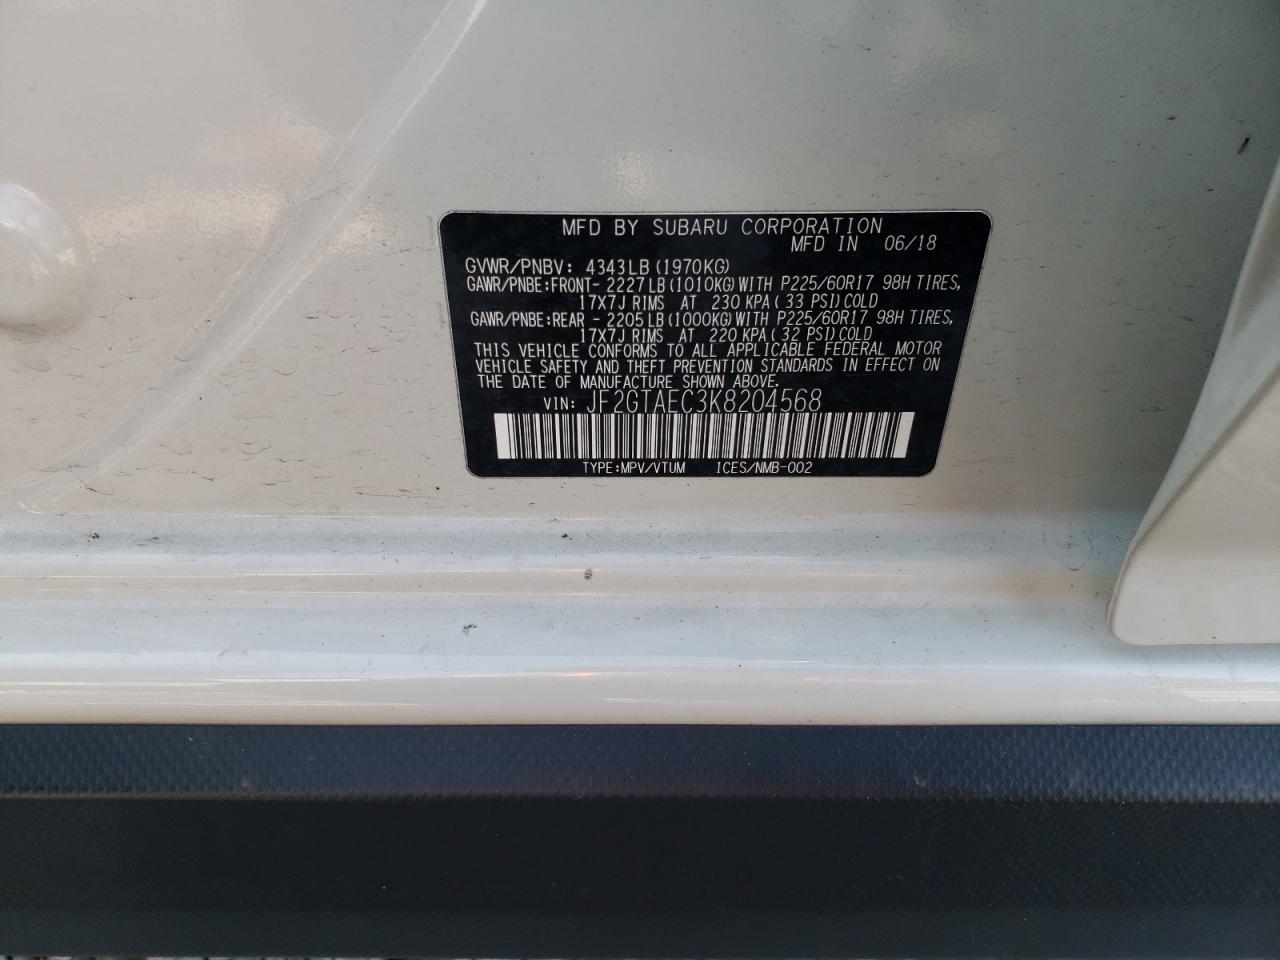 MFD BY SUBARU CORPORATION
MFD IN 06/18
GVWR/PNBV: 4343LB (1970KG)
GAWR/PNBE:FRONT- 2227LB (1010KG) WITH P225/60R17 98H TIRES,
17X7J RIMS AT 230 KPA ( 33 PSI) COLD
GAWR/PNBE:REAR - 2205LB (1000KG) WITH P225/60R17 98H TIRES,
17X7J RIMS AT 220 KPA ( 32 PSI) COLD
THIS VEHICLE CONFORMS TO ALL APPLICABLE FEDERAL MOTOR
VEHICLE SAFETY AND THEFT PREVENTION STANDARDS IN EFFECT ON
THE DATE OF MANUFACTURE SHOWN ABOVE.
VIN: JF2GTAEC3K8204568
TYPE:MPV/VTUM ICES/NMB-002